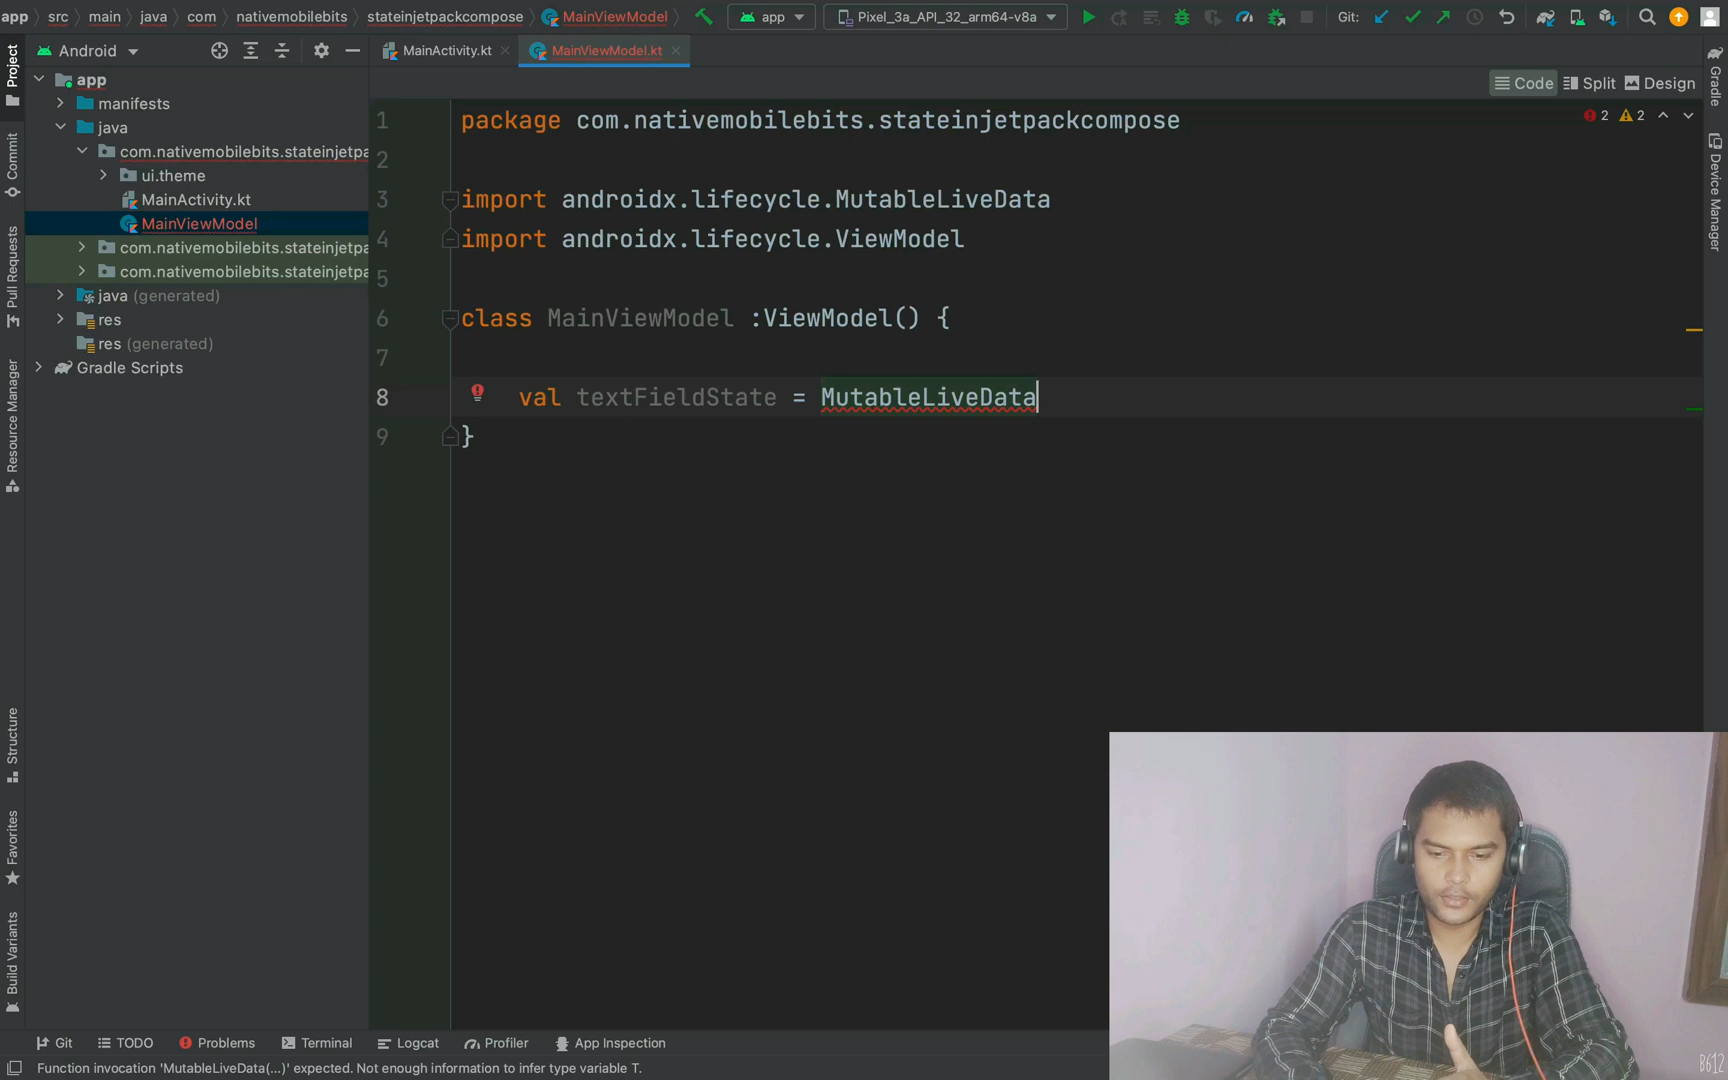 app src main java com nativemobilebits stateinjetpackcompose MainViewModel app Pixel_3a_API_32_arm64-v8a Git:
Android MainActivity.kt MainViewModel.kt
Code Split Design
Project
Commit
Pull Requests
Resource Manager
Structure
Favorites
Build Variants
Gradle
Device Manager
app
manifests
java
com.nativemobilebits.stateinjetpa
ui.theme
MainActivity.kt
MainViewModel
com.nativemobilebits.stateinjetpa
com.nativemobilebits.stateinjetpa
java (generated)
res
res (generated)
Gradle Scripts
2 2
1 package com.nativemobilebits.stateinjetpackcompose
2
3 import androidx.lifecycle.MutableLiveData
4 import androidx.lifecycle.ViewModel
5
6 class MainViewModel :ViewModel() {
7
8 val textFieldState = MutableLiveData
9 }
Git TODO Problems Terminal Logcat Profiler App Inspection
Function invocation 'MutableLiveData(...)' expected. Not enough information to infer type variable T.
B612